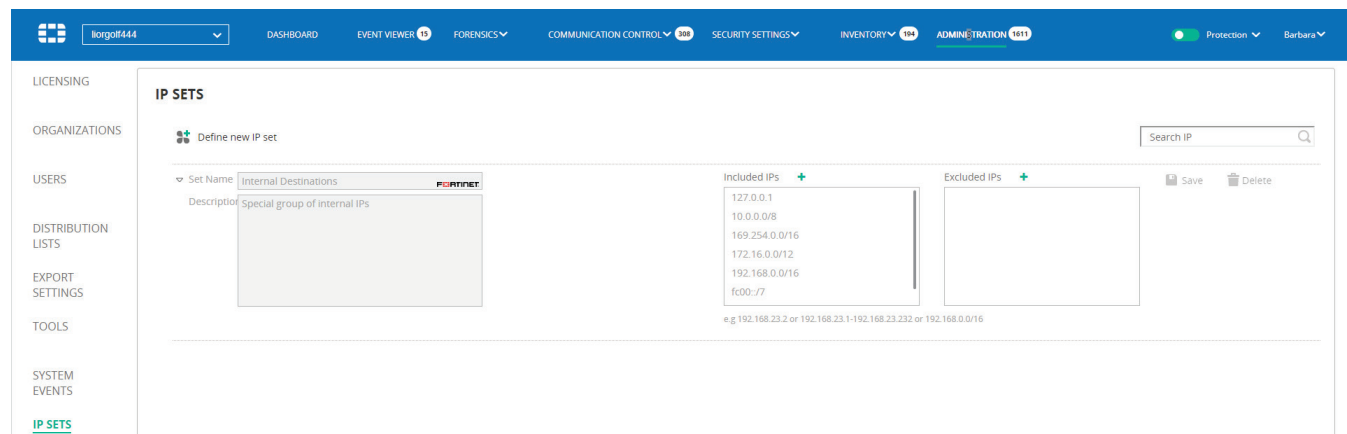 liorgolf444
DASHBOARD
EVENT VIEWER 15
FORENSICS
COMMUNICATION CONTROL 308
SECURITY SETTINGS
INVENTORY 194
ADMINISTRATION 1611
Protection
Barbara
LICENSING
ORGANIZATIONS
USERS
DISTRIBUTION
LISTS
EXPORT
SETTINGS
TOOLS
SYSTEM
EVENTS
IP SETS
IP SETS
Define new IP set
Search IP
Set Name
Internal Destinations
FORTINET
Description
Special group of internal IPs
Included IPs
127.0.0.1
10.0.0.0/8
169.254.0.0/16
172.16.0.0/12
192.168.0.0/16
fc00::/7
Excluded IPs
Save
Delete
e.g 192.168.23.2 or 192.168.23.1-192.168.23.232 or 192.168.0.0/16